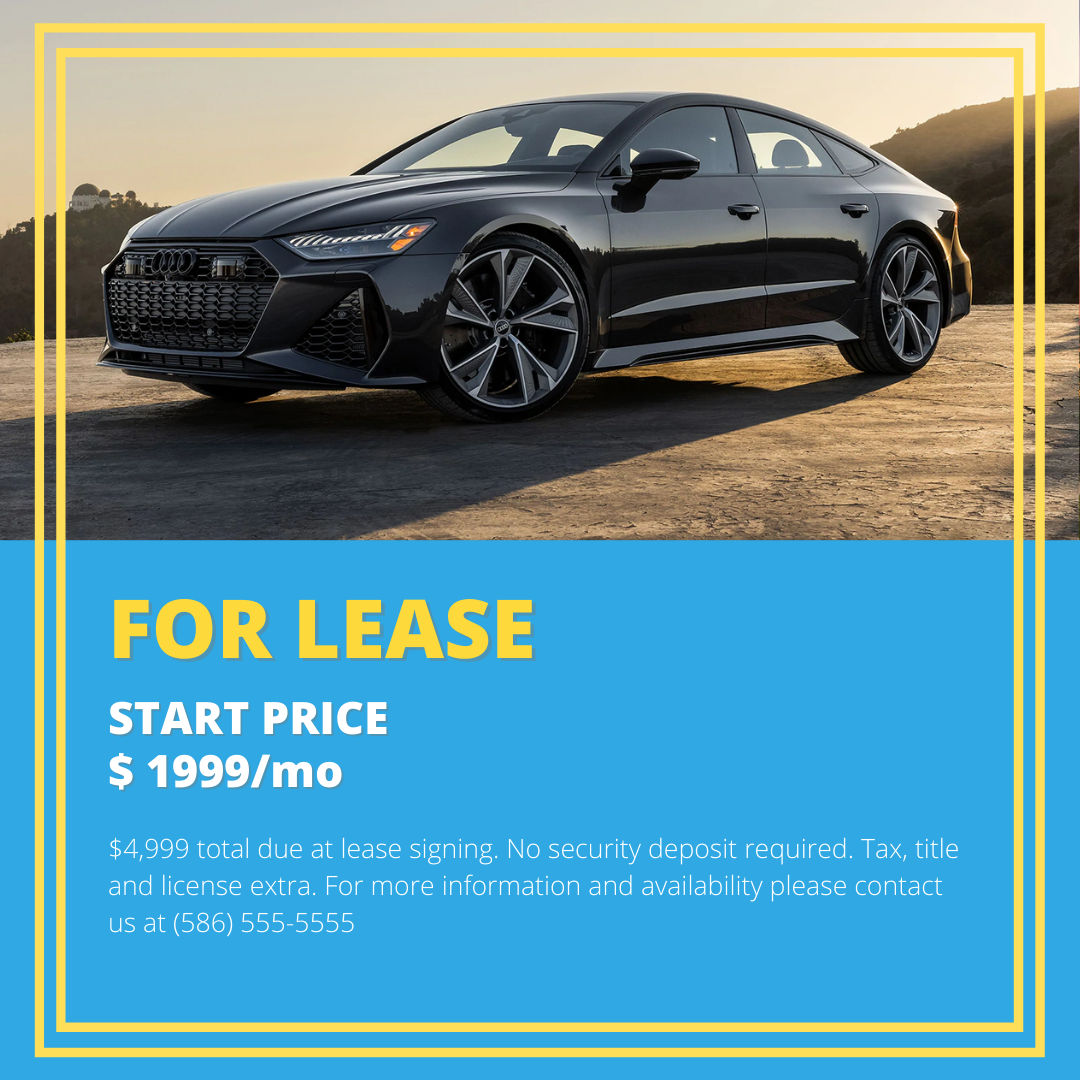 FOR LEASE
START PRICE
$ 1999/mo
$4,999 total due at lease signing. No security deposit required. Tax, title
and license extra. For more information and availability please contact
us at (586) 555-5555